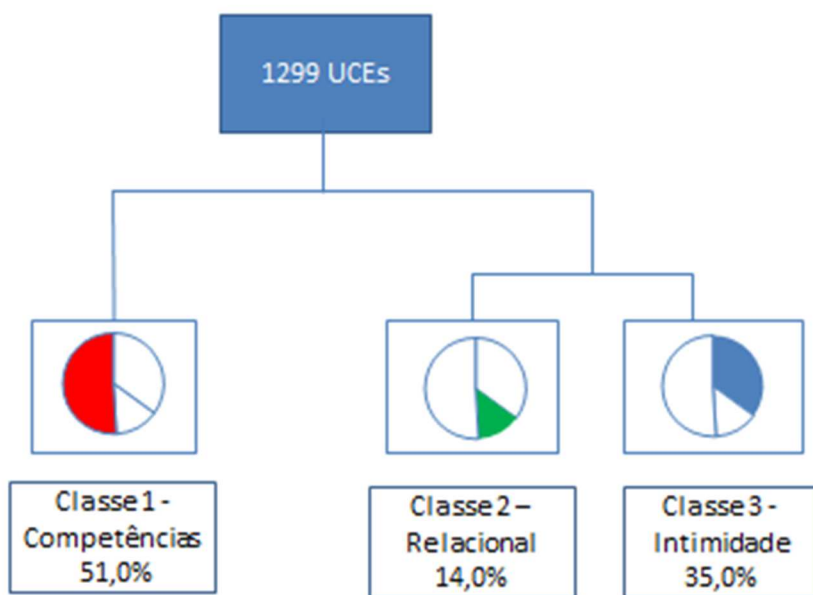 1299 UCEs
Classe 1 -
Competências
51,0%
Classe 2 –
Relacional
14,0%
Classe 3 -
Intimidade
35,0%